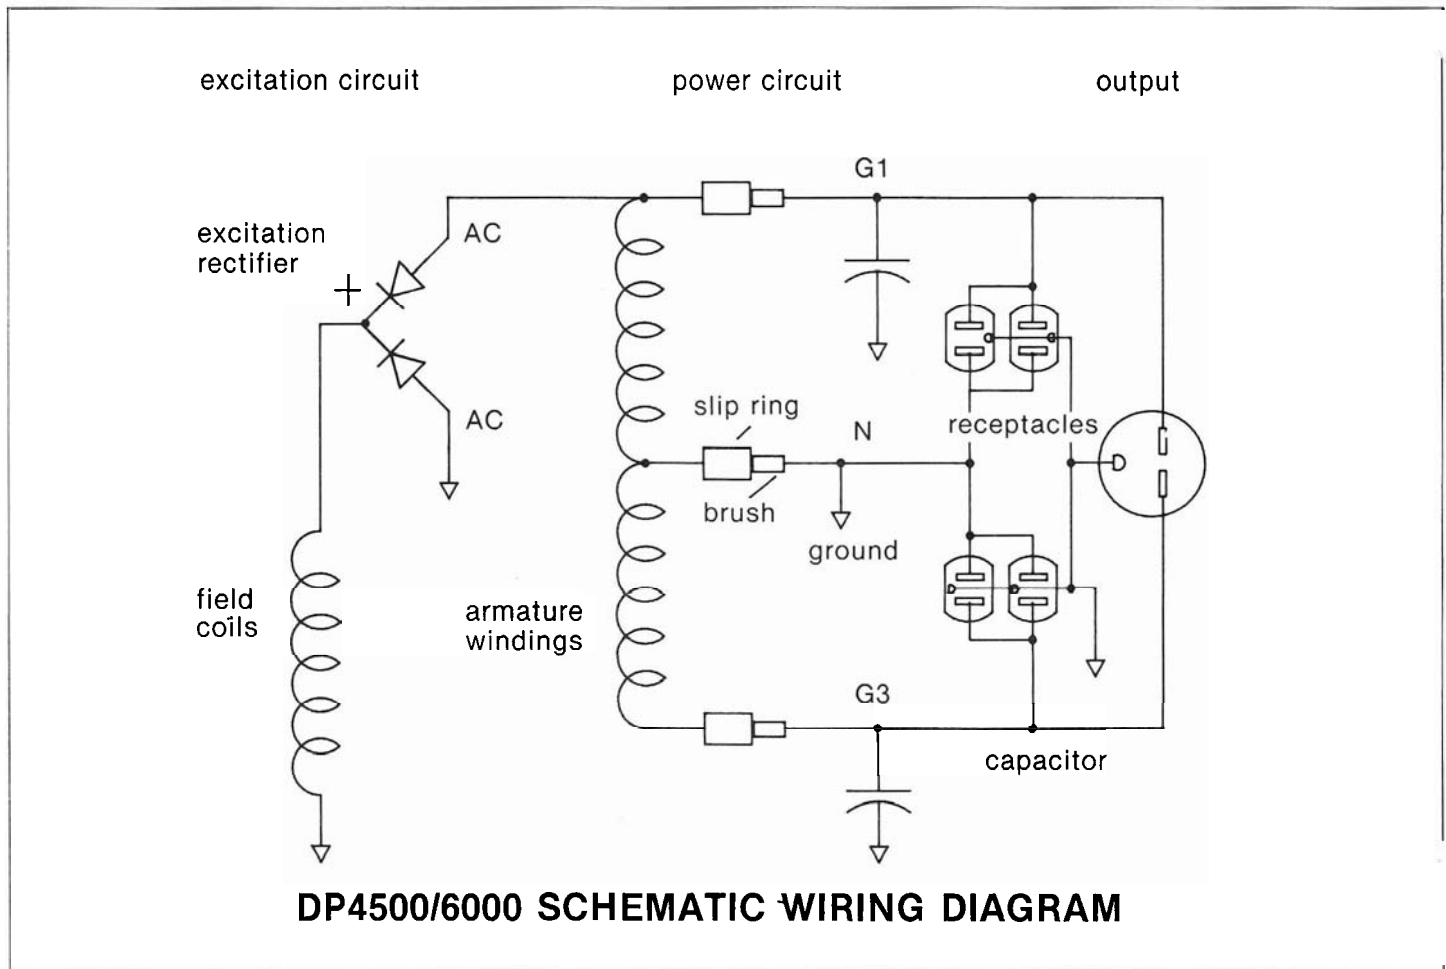 excitation circuit
power circuit
output
G1
excitation
rectifier
AC
+
AC
slip ring
N
receptacles
brush
ground
field
coils
armature
windings
G3
capacitor
DP4500/6000 SCHEMATIC WIRING DIAGRAM